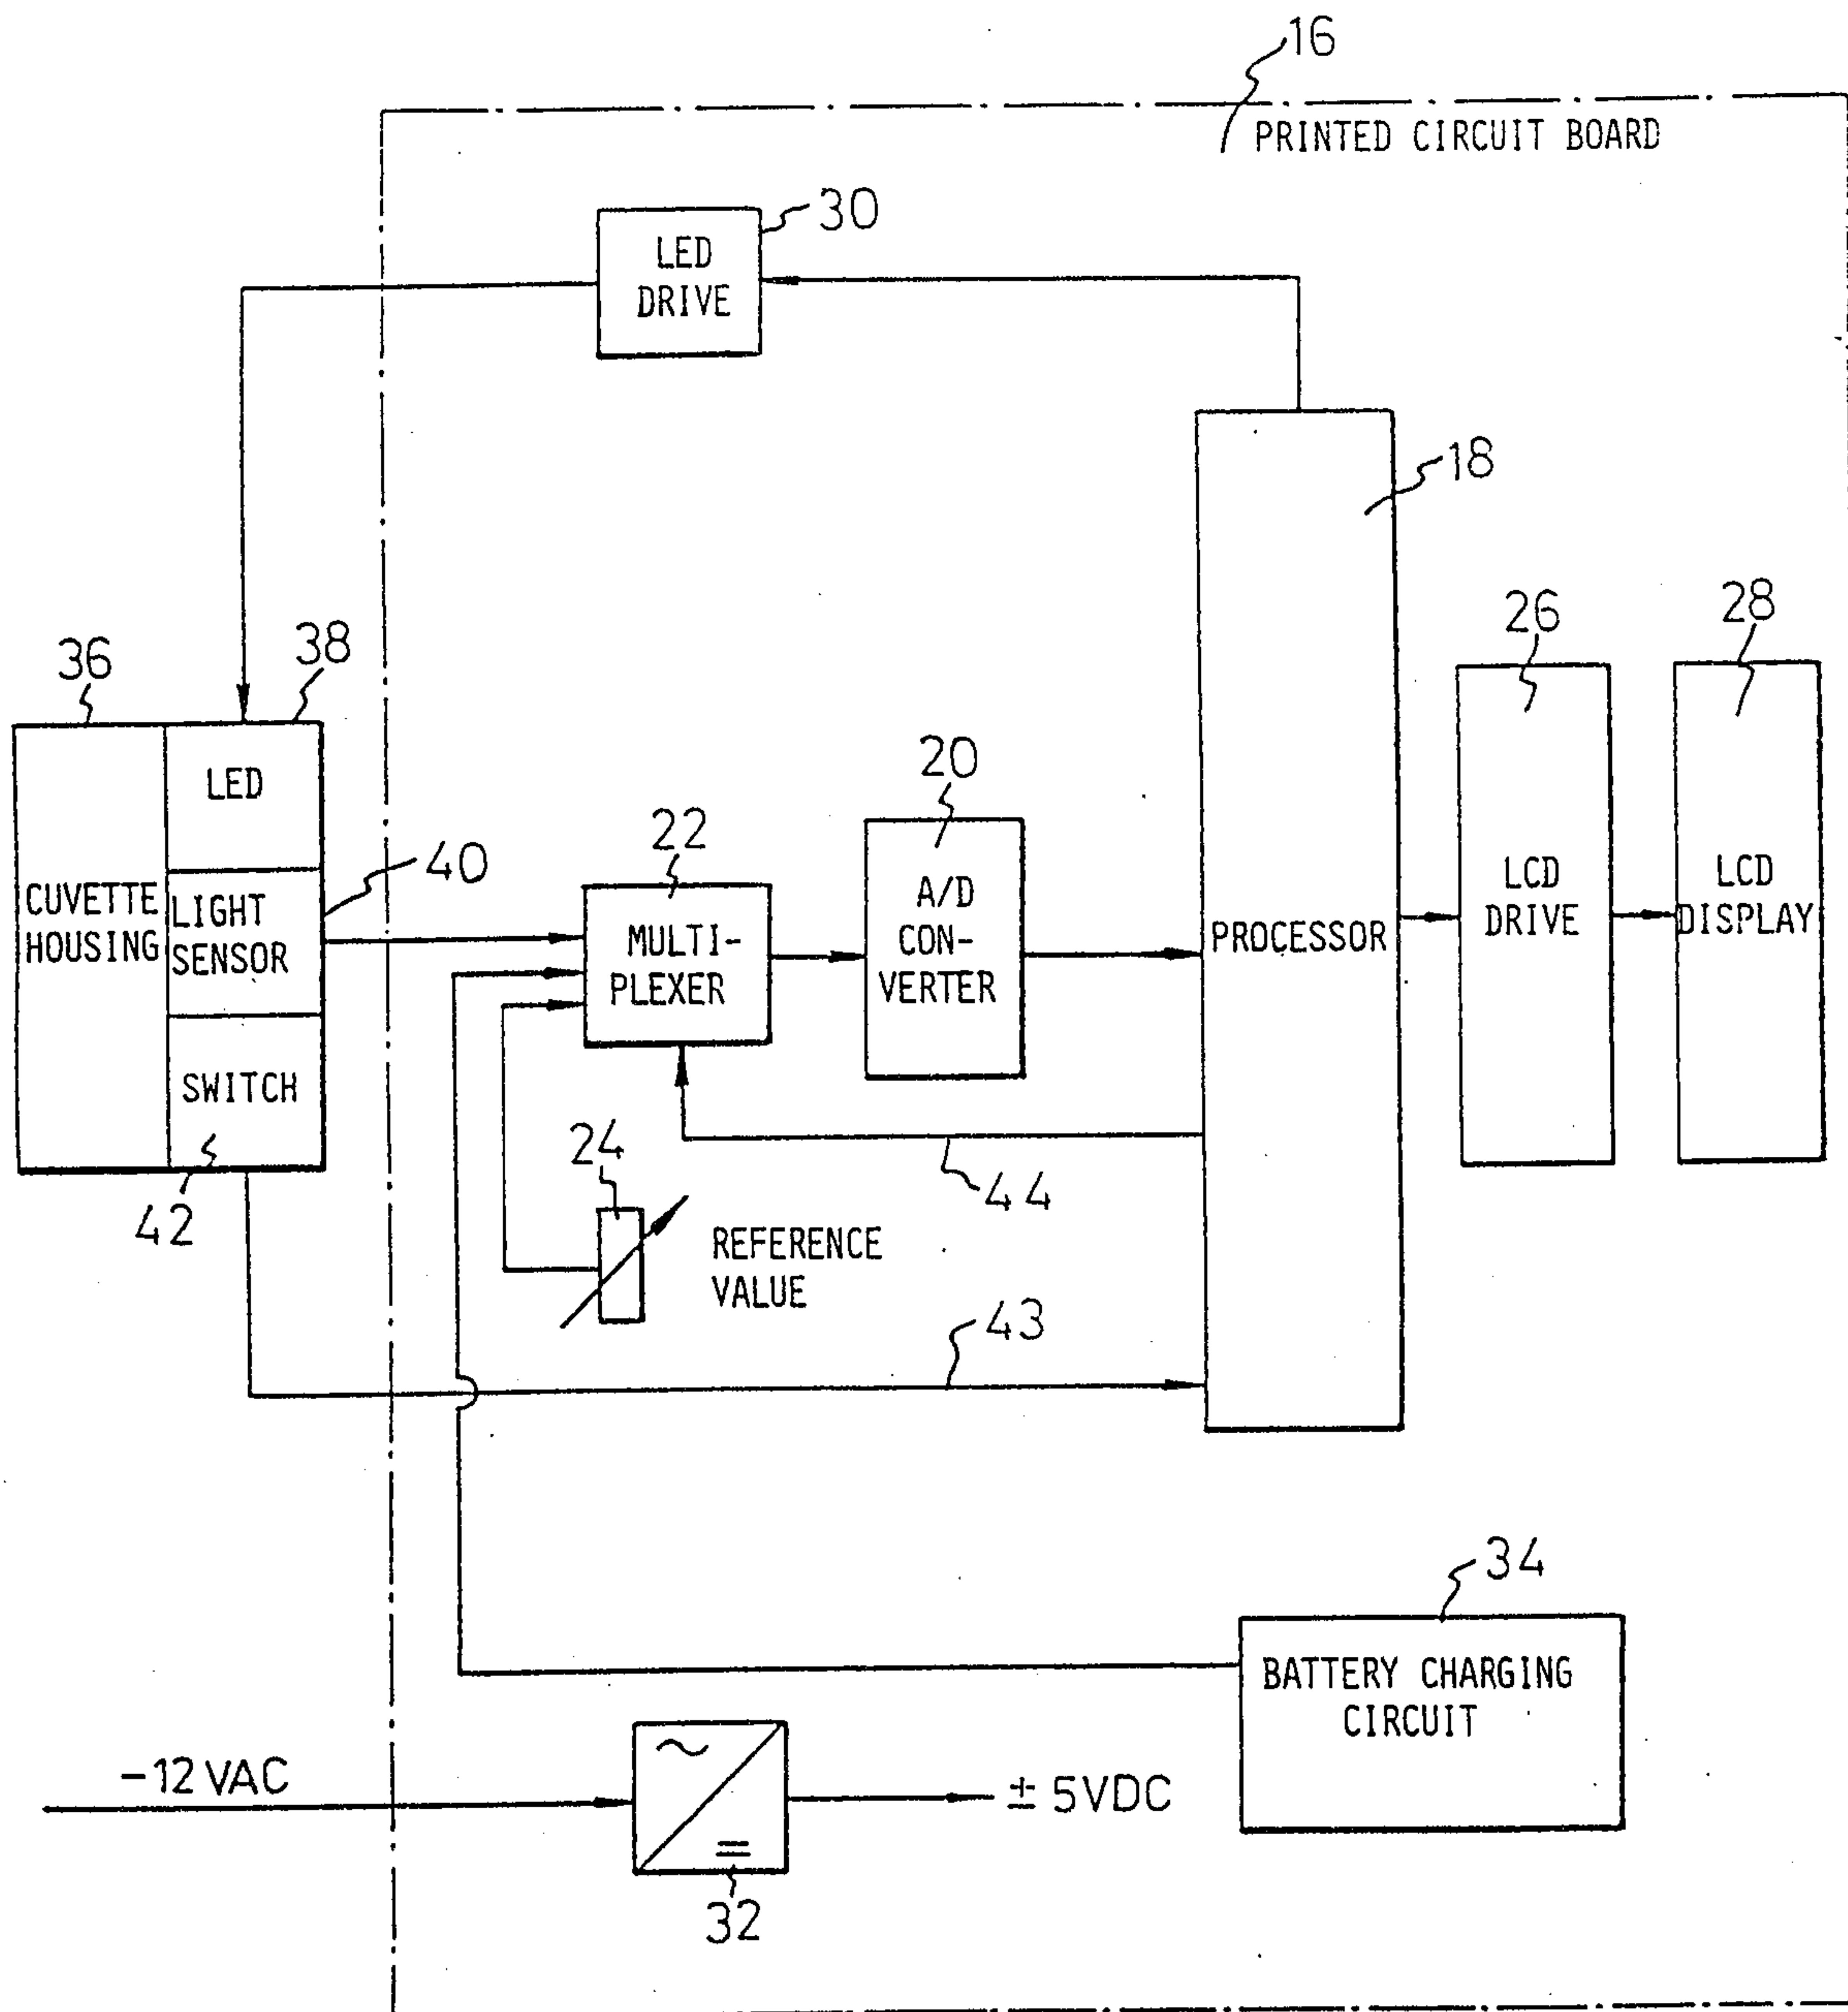 16
PRINTED CIRCUIT BOARD
30
LED
DRIVE
18
36
38
26
28
LED
20
22
40
CUVETTE
HOUSING
LIGHT
SENSOR
MULTI-
PLEXER
A/D
CON-
VERTER
PROCESSOR
LCD
DRIVE
LCD
DISPLAY
SWITCH
42
24
44
REFERENCE
VALUE
43
34
BATTERY CHARGING
CIRCUIT
-12 VAC
± 5VDC
32